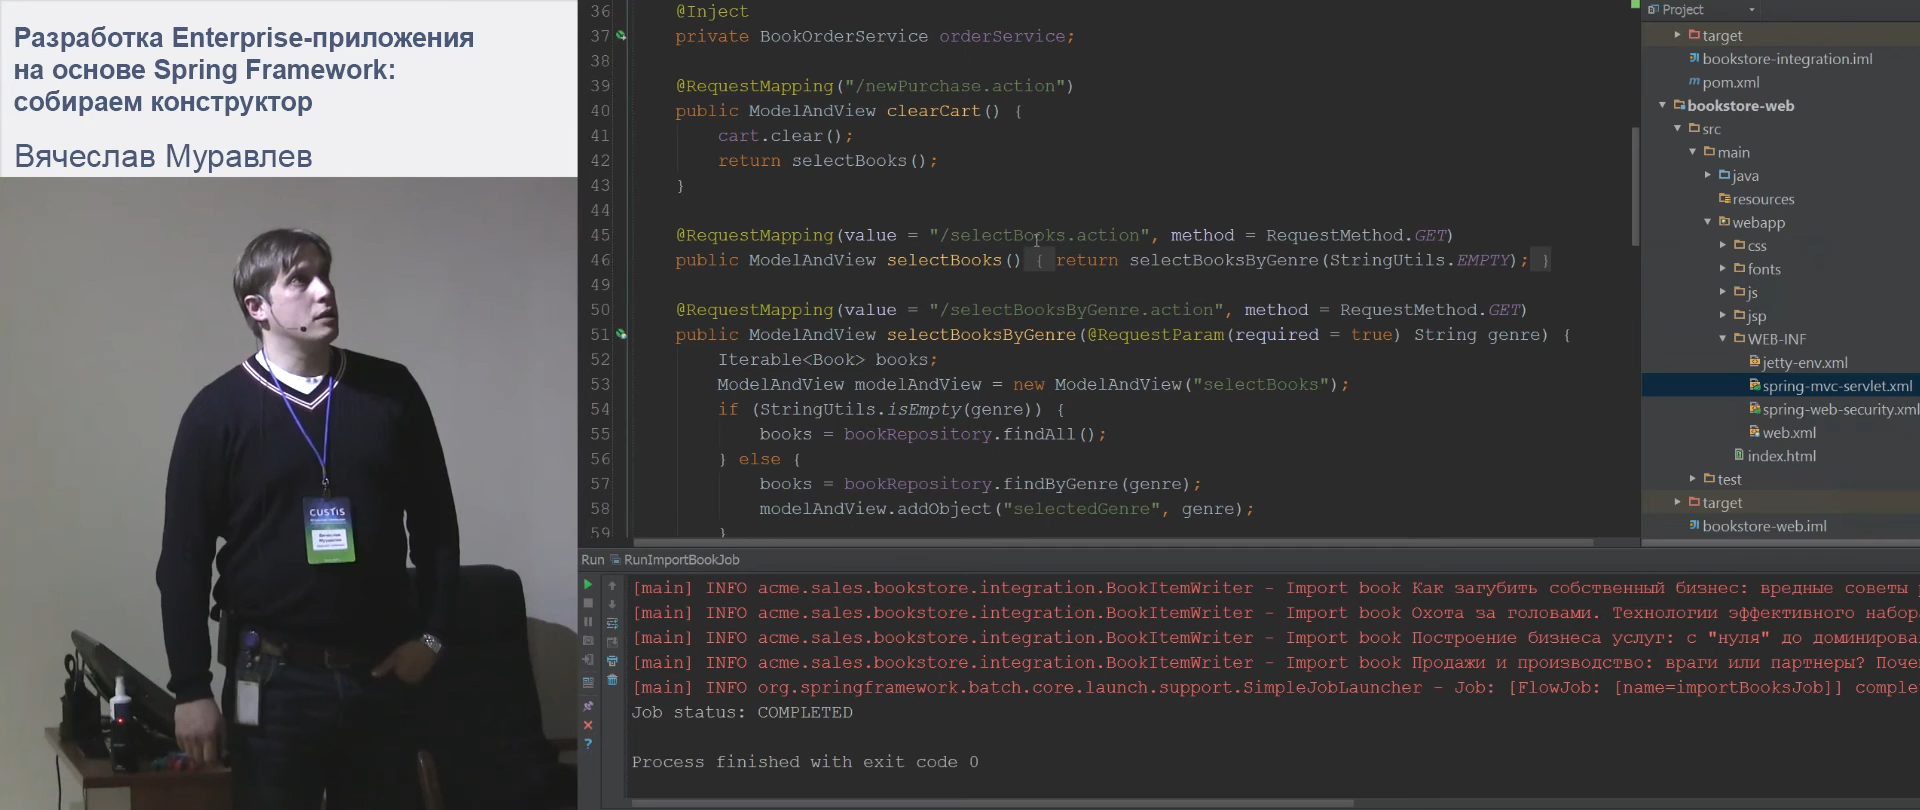 Разработка Enterprise-приложения
на основе Spring Framework:
собираем конструктор
Вячеслав Муравлев
CUSTIS
Вячеслав
Муравлев
36 @Inject
37 private BookOrderService orderService;
38
39 @RequestMapping("/newPurchase.action")
40 public ModelAndView clearCart() {
41 cart.clear();
42 return selectBooks();
43 }
44
45 @RequestMapping(value = "/selectBooks.action", method = RequestMethod.GET)
46 public ModelAndView selectBooks() { return selectBooksByGenre(StringUtils.EMPTY); }
49
50 @RequestMapping(value = "/selectBooksByGenre.action", method = RequestMethod.GET)
51 public ModelAndView selectBooksByGenre(@RequestParam(required = true) String genre) {
52 Iterable<Book> books;
53 ModelAndView modelAndView = new ModelAndView("selectBooks");
54 if (StringUtils.isEmpty(genre)) {
55 books = bookRepository.findAll();
56 } else {
57 books = bookRepository.findByGenre(genre);
58 modelAndView.addObject("selectedGenre", genre);
59 }
Project
target
bookstore-integration.iml
pom.xml
bookstore-web
src
main
java
resources
webapp
css
fonts
js
jsp
WEB-INF
jetty-env.xml
spring-mvc-servlet.xml
spring-web-security.xml
web.xml
index.html
test
target
bookstore-web.iml
Run RunImportBookJob
[main] INFO acme.sales.bookstore.integration.BookItemWriter - Import book Как загубить собственный бизнес: вредные советы
[main] INFO acme.sales.bookstore.integration.BookItemWriter - Import book Охота за головами. Технологии эффективного набор
[main] INFO acme.sales.bookstore.integration.BookItemWriter - Import book Построение бизнеса услуг: с "нуля" до доминирова
[main] INFO acme.sales.bookstore.integration.BookItemWriter - Import book Продажи и производство: враги или партнеры? Поче
[main] INFO org.springframework.batch.core.launch.support.SimpleJobLauncher - Job: [FlowJob: [name=importBooksJob]] comple
Job status: COMPLETED
Process finished with exit code 0